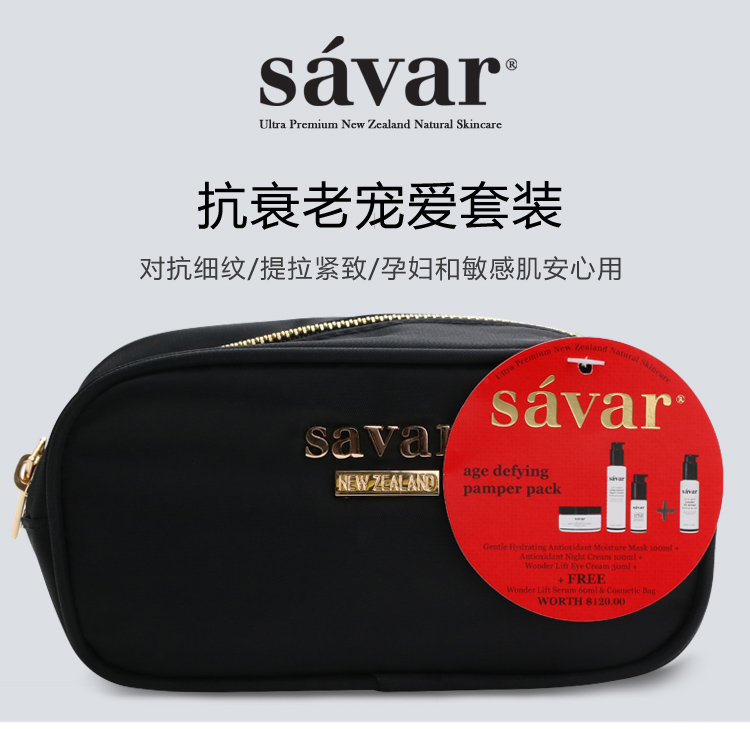 sávar®
Ultra Premium New Zealand Natural Skincare
抗衰老宠爱套装
对抗细纹/提拉紧致/孕妇和敏感肌安心用
savar
NEW ZEALAND
Ultra Premium New Zealand Natural Skincare
sávar®
age defying
pamper pack
sávar
sávar
sávar
+
Gentle Hydrating Antioxidant Moisture Mask 100ml +
Antioxidant Night Cream 100ml +
Wonder Lift Eye Cream 30ml +
+ FREE
Wonder Lift Serum 60ml & Cosmetic Bag
WORTH $120.00